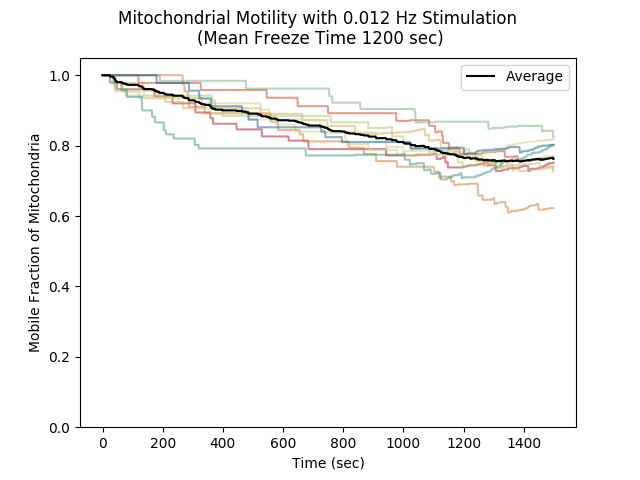 Mitochondrial Motility with 0.012 Hz Stimulation
(Mean Freeze Time 1200 sec)
Average
Mobile Fraction of Mitochondria
1.0
0.8
0.6
0.4
0.2
0.0
0 200 400 600 800 1000 1200 1400
Time (sec)